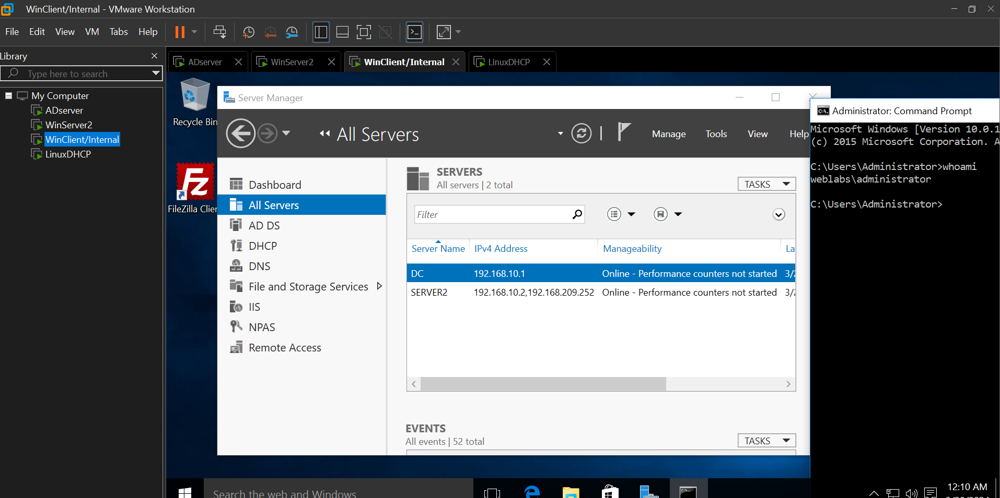 WinClient/Internal - VMware Workstation
File Edit View VM Tabs Help
Library
Type here to search
My Computer
ADserver
WinServer2
WinClient/Internal
LinuxDHCP
ADserver WinServer2 WinClient/Internal LinuxDHCP
Recycle Bin
FileZilla Clie
Server Manager
All Servers
Manage Tools View Help
Dashboard
All Servers
AD DS
DHCP
DNS
File and Storage Services
IIS
NPAS
Remote Access
SERVERS
All servers | 2 total
TASKS
Filter
Server Name IPv4 Address Manageability La
DC 192.168.10.1 Online - Performance counters not started 3/2
SERVER2 192.168.10.2,192.168.209.252 Online - Performance counters not started 3/2
EVENTS
All events | 52 total
TASKS
Administrator: Command Prompt
Microsoft Windows [Version 10.0.1
(c) 2015 Microsoft Corporation. A
C:\Users\Administrator>whoami
weblabs\administrator
C:\Users\Administrator>
Search the web and Windows
12:10 AM